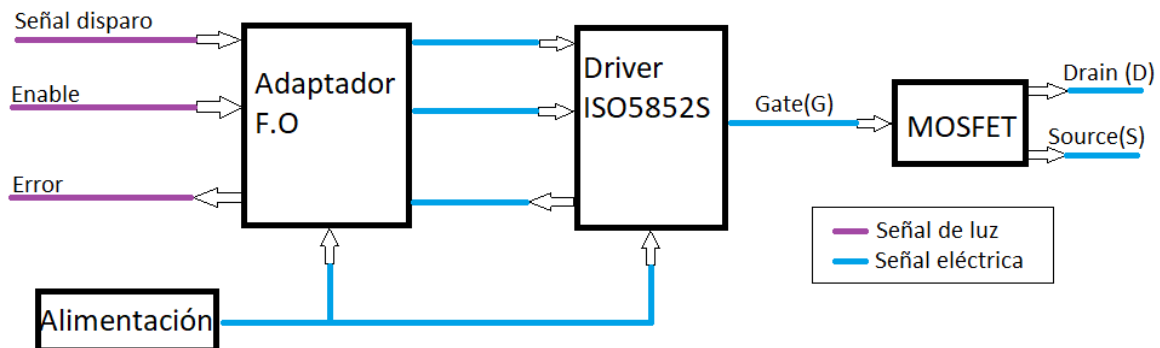 Señal disparo
Enable
Error
Adaptador
F.O
Driver
ISO5852S
Gate(G)
MOSFET
Drain (D)
Source(S)
Señal de luz
Señal eléctrica
Alimentación